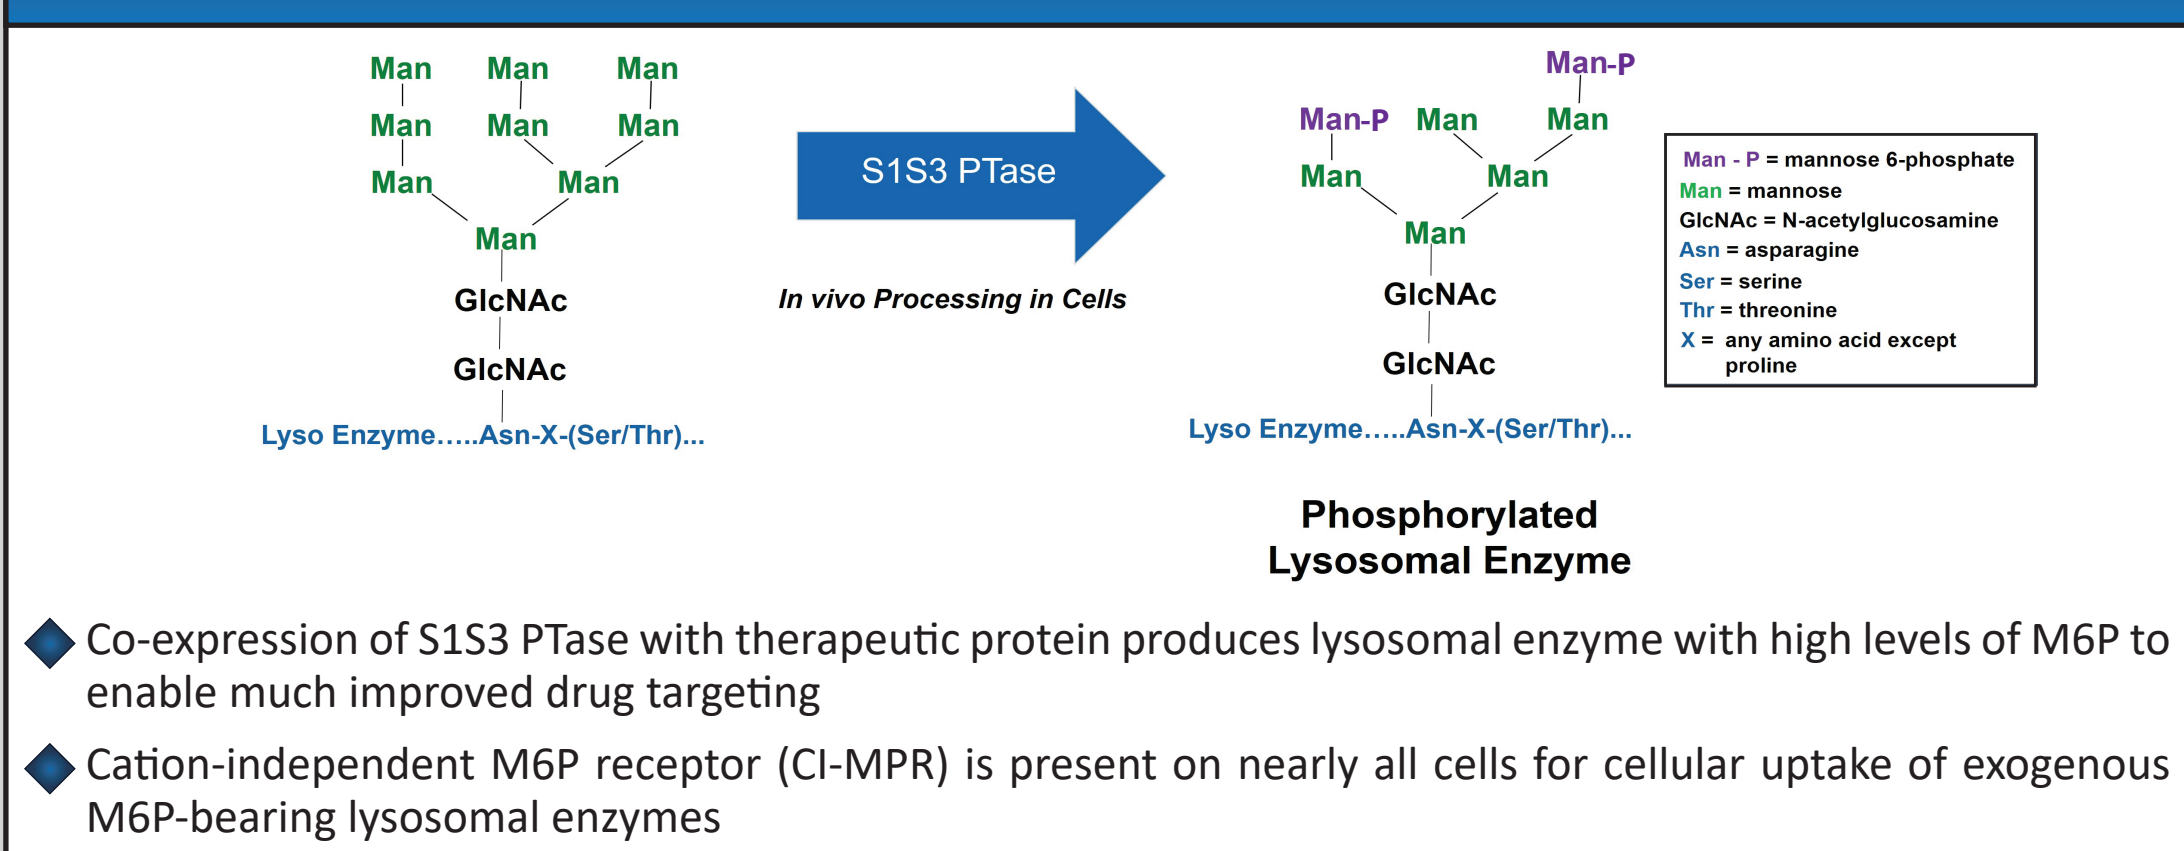 Man Man Man
Man Man Man
Man Man
Man
GlcNAc
GlcNAc
Lyso Enzyme.....Asn-X-(Ser/Thr)...
S1S3 PTase
In vivo Processing in Cells
Man-P
Man-P Man Man
Man Man
Man
GlcNAc
GlcNAc
Lyso Enzyme.....Asn-X-(Ser/Thr)...
Phosphorylated
Lysosomal Enzyme
Man - P = mannose 6-phosphate
Man = mannose
GlcNAc = N-acetylglucosamine
Asn = asparagine
Ser = serine
Thr = threonine
X = any amino acid except
proline
Co-expression of S1S3 PTase with therapeutic protein produces lysosomal enzyme with high levels of M6P to
enable much improved drug targeting
Cation-independent M6P receptor (CI-MPR) is present on nearly all cells for cellular uptake of exogenous
M6P-bearing lysosomal enzymes